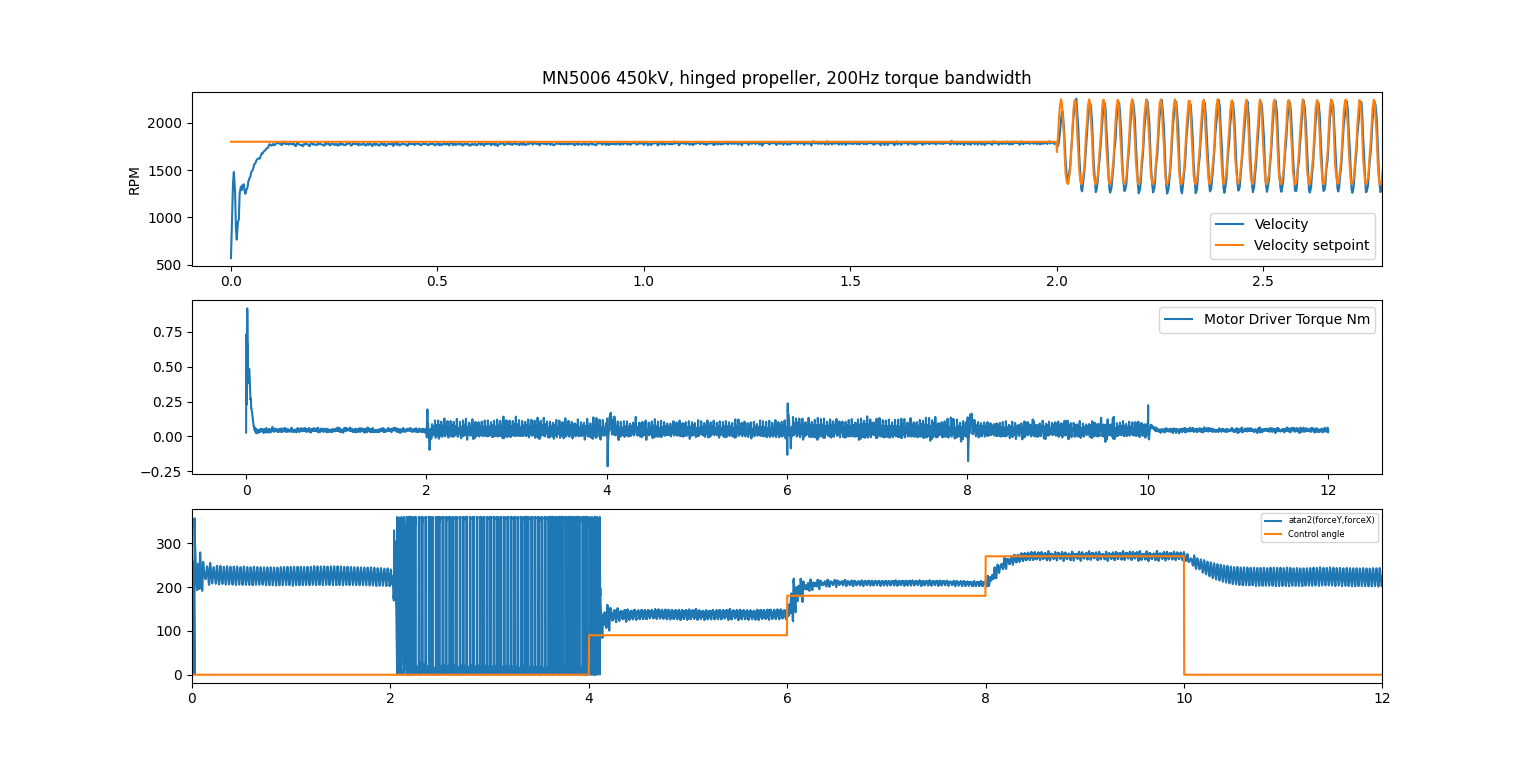 MN5006 450kV, hinged propeller, 200Hz torque bandwidth
2000
1500
1000
500
RPM
Velocity
Velocity setpoint
0.0 0.5 1.0 1.5 2.0 2.5
0.75
0.50
0.25
0.00
−0.25
Motor Driver Torque Nm
0 2 4 6 8 10 12
300
200
100
0
atan2(forceY,forceX)
Control angle
0 2 4 6 8 10 12